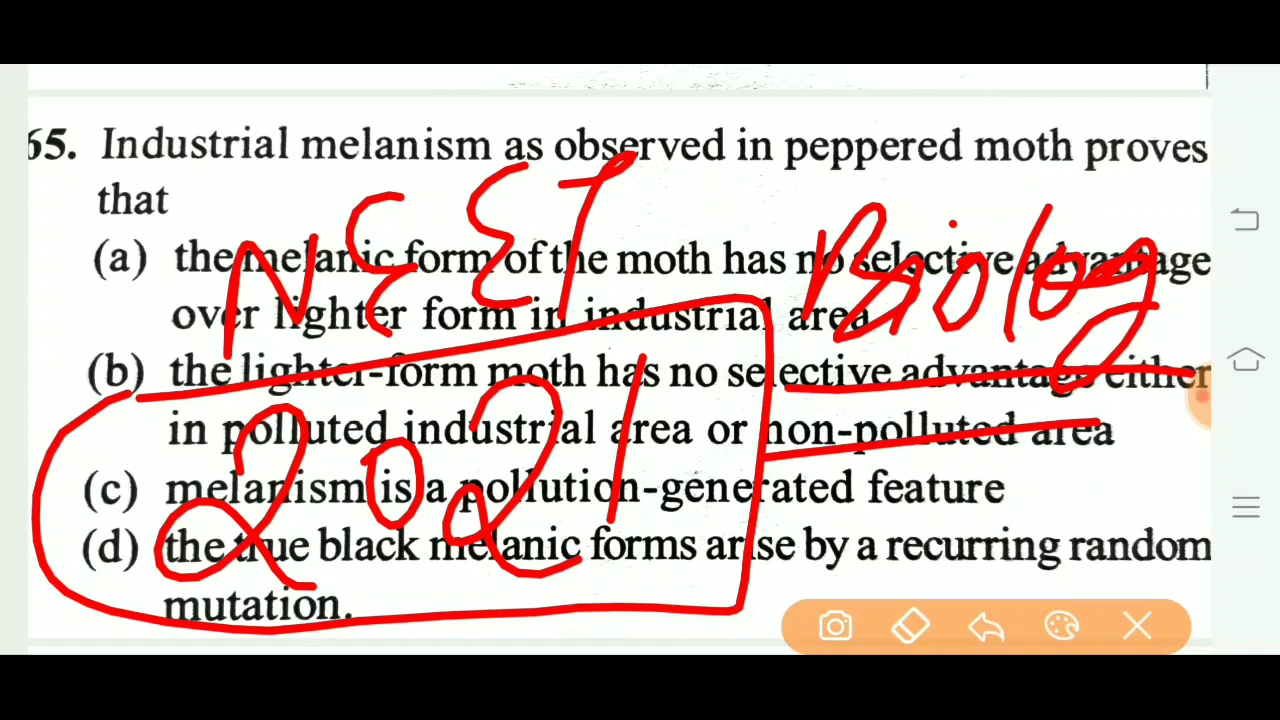 65. Industrial melanism as observed in peppered moth proves
that
(a) the melanic form of the moth has no selective advantage
over lighter form in industrial area
(b) the lighter-form moth has no selective advantage either
in polluted industrial area or non-polluted area
(c) melanism is a pollution-generated feature
(d) the true black melanic forms arise by a recurring random
mutation.
NEET Biology
2021